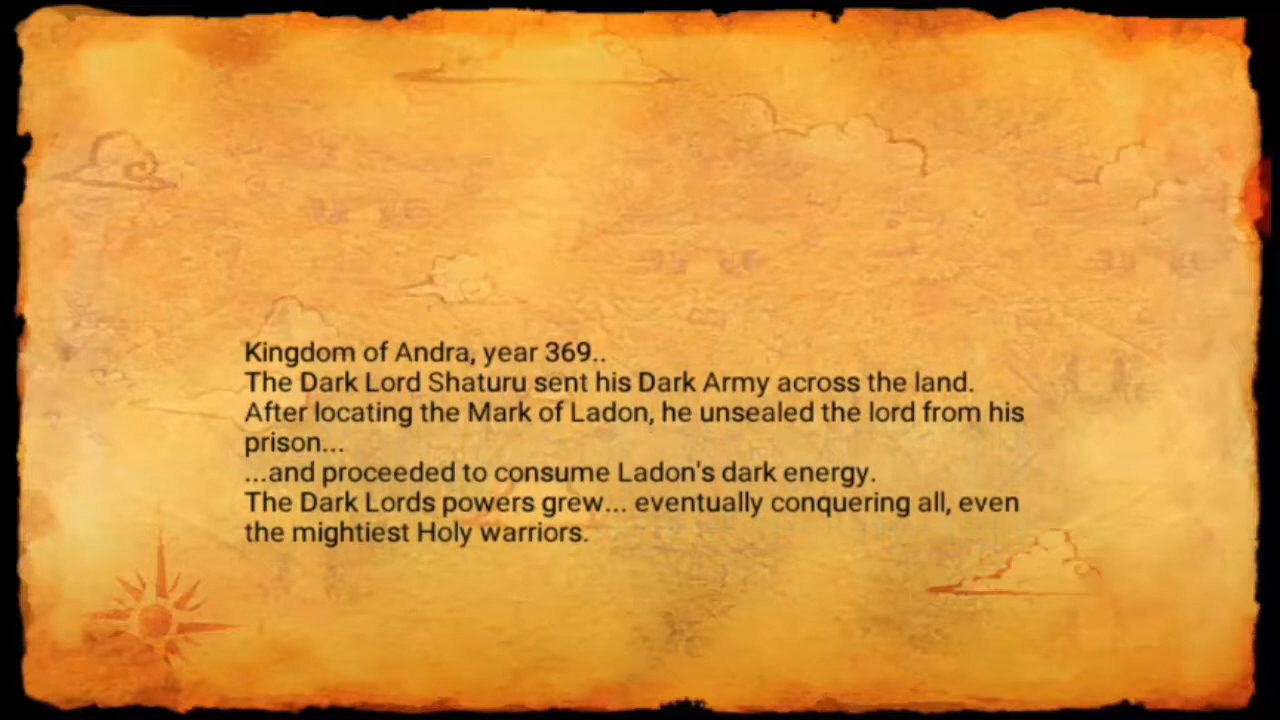 Kingdom of Andra, year 369..
The Dark Lord Shaturu sent his Dark Army across the land.
After locating the Mark of Ladon, he unsealed the lord from his
prison...
...and proceeded to consume Ladon's dark energy.
The Dark Lords powers grew... eventually conquering all, even
the mightiest Holy warriors.